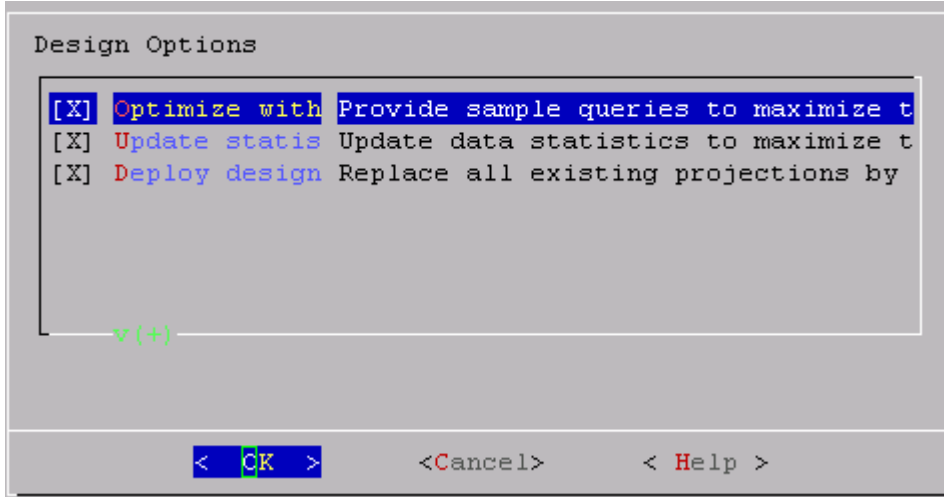 Design Options
[X] Optimize with Provide sample queries to maximize t
[X] Update statis Update data statistics to maximize t
[X] Deploy design Replace all existing projections by
v(+)
< OK > <Cancel> < Help >